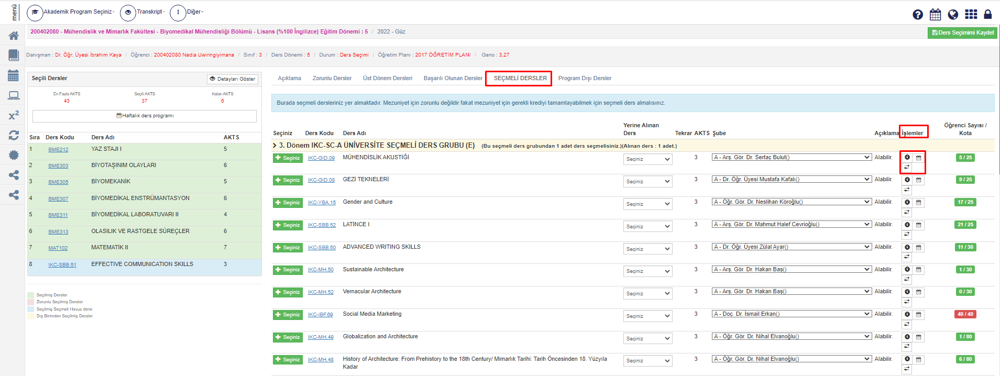 menü
Akademik Program Seçiniz - Transkript - Diğer -
200402080 - Mühendislik ve Mimarlık Fakültesi - Biyomedikal Mühendisliği Bölümü - Lisans (%100 İngilizce) Eğitim Dönemi : 5 / 2022 - Güz
Ders Seçimimi Kaydet
Danışman : Dr. Öğr. Üyesi İbrahim Kaya / Öğrenci : 200402080 Nadia Uwiringiyimana / Sınıf : 3 / Ders Dönemi : 5 / Durum : Ders Seçimi / Öğretim Planı : 2017 ÖĞRETİM PLANI / Gano : 3,27
Seçili Dersler
Detayları Göster
En Fazla AKTS Seçili AKTS Kalan AKTS
43 37 6
Haftalık ders programı
Sıra Ders Kodu Ders Adı AKTS
1 BME212 YAZ STAJI I 5
2 BME303 BİYOTAŞINIM OLAYLARI 6
3 BME305 BİYOMEKANİK 5
4 BME307 BİYOMEDİKAL ENSTRÜMANTASYON 6
5 BME311 BİYOMEDİKAL LABORATUVARI II 4
6 BME313 OLASILIK VE RASTGELE SÜREÇLER 6
7 MAT102 MATEMATİK II 7
8 IKC-SBB.51 EFFECTIVE COMMUNICATION SKILLS 3
Seçilmiş Dersler
Zorunlu Seçilmiş Dersler
Seçilmiş Seçmeli Havuz dersi
Dış Birimden Seçilmiş Dersler
Açıklama Zorunlu Dersler Üst Dönem Dersleri Başarılı Olunan Dersler SEÇMELİ DERSLER Program Dışı Dersler
Burada seçmeli dersleriniz yer almaktadır. Mezuniyet için zorunlu değildir fakat mezuniyet için gerekli krediyi tamamlayabilmek için seçmeli ders almalısınız.
Seçiniz Ders Kodu Ders Adı Yerine Alınan Ders Tekrar AKTS Şube Açıklama İşlemler Öğrenci Sayısı / Kota
3. Dönem IKC-SC-A ÜNİVERSİTE SEÇMELİ DERS GRUBU (E) (Bu seçmeli ders grubundan 1 adet ders seçmelisiniz.)(Alınan ders : 1 adet.)
Seçiniz IKC-GID.09 MÜHENDİSLİK AKUSTİĞİ Seçiniz 3 A - Arş. Gör. Dr. Sertaç Bulut() Alabilir. 5 / 25
Seçiniz IKC-GID.08 GEZİ TEKNELERİ Seçiniz 3 A - Dr. Öğr. Üyesi Mustafa Kafalı() Alabilir. 9 / 25
Seçiniz IKC-YBA.15 Gender and Culture Seçiniz 3 A - Öğr. Gör. Dr. Neslihan Köroğlu() Alabilir. 17 / 25
Seçiniz IKC-SBB.52 LATİNCE I Seçiniz 3 A - Arş. Gör. Dr. Mahmut Halef Cevrioğlu() Alabilir. 21 / 25
Seçiniz IKC-SBB.50 ADVANCED WRITING SKILLS Seçiniz 3 A - Dr. Öğr. Üyesi Zülal Ayar() Alabilir. 11 / 30
Seçiniz IKC-MH.50 Sustainable Architecture Seçiniz 3 A - Arş. Gör. Dr. Hakan Baş() Alabilir. 1 / 30
Seçiniz IKC-MH.52 Vernacular Architecture Seçiniz 3 A - Arş. Gör. Dr. Hakan Baş() Alabilir. 0 / 30
Seçiniz IKC-IBF.69 Social Media Marketing Seçiniz 3 A - Doç. Dr. İsmail Erkan() Alabilir. 40 / 40
Seçiniz IKC-MH.49 Globalization and Architecture Seçiniz 3 A - Öğr. Gör. Dr. Nihal Elvanoğlu() Alabilir. 1 / 80
Seçiniz IKC-MH.48 History of Architecture: From Prehistory to the 18th Century/ Mimarlık Tarihi: Tarih Öncesinden 18. Yüzyıla Seçiniz 3 A - Öğr. Gör. Dr. Nihal Elvanoğlu() Alabilir. 6 / 80
Kadar